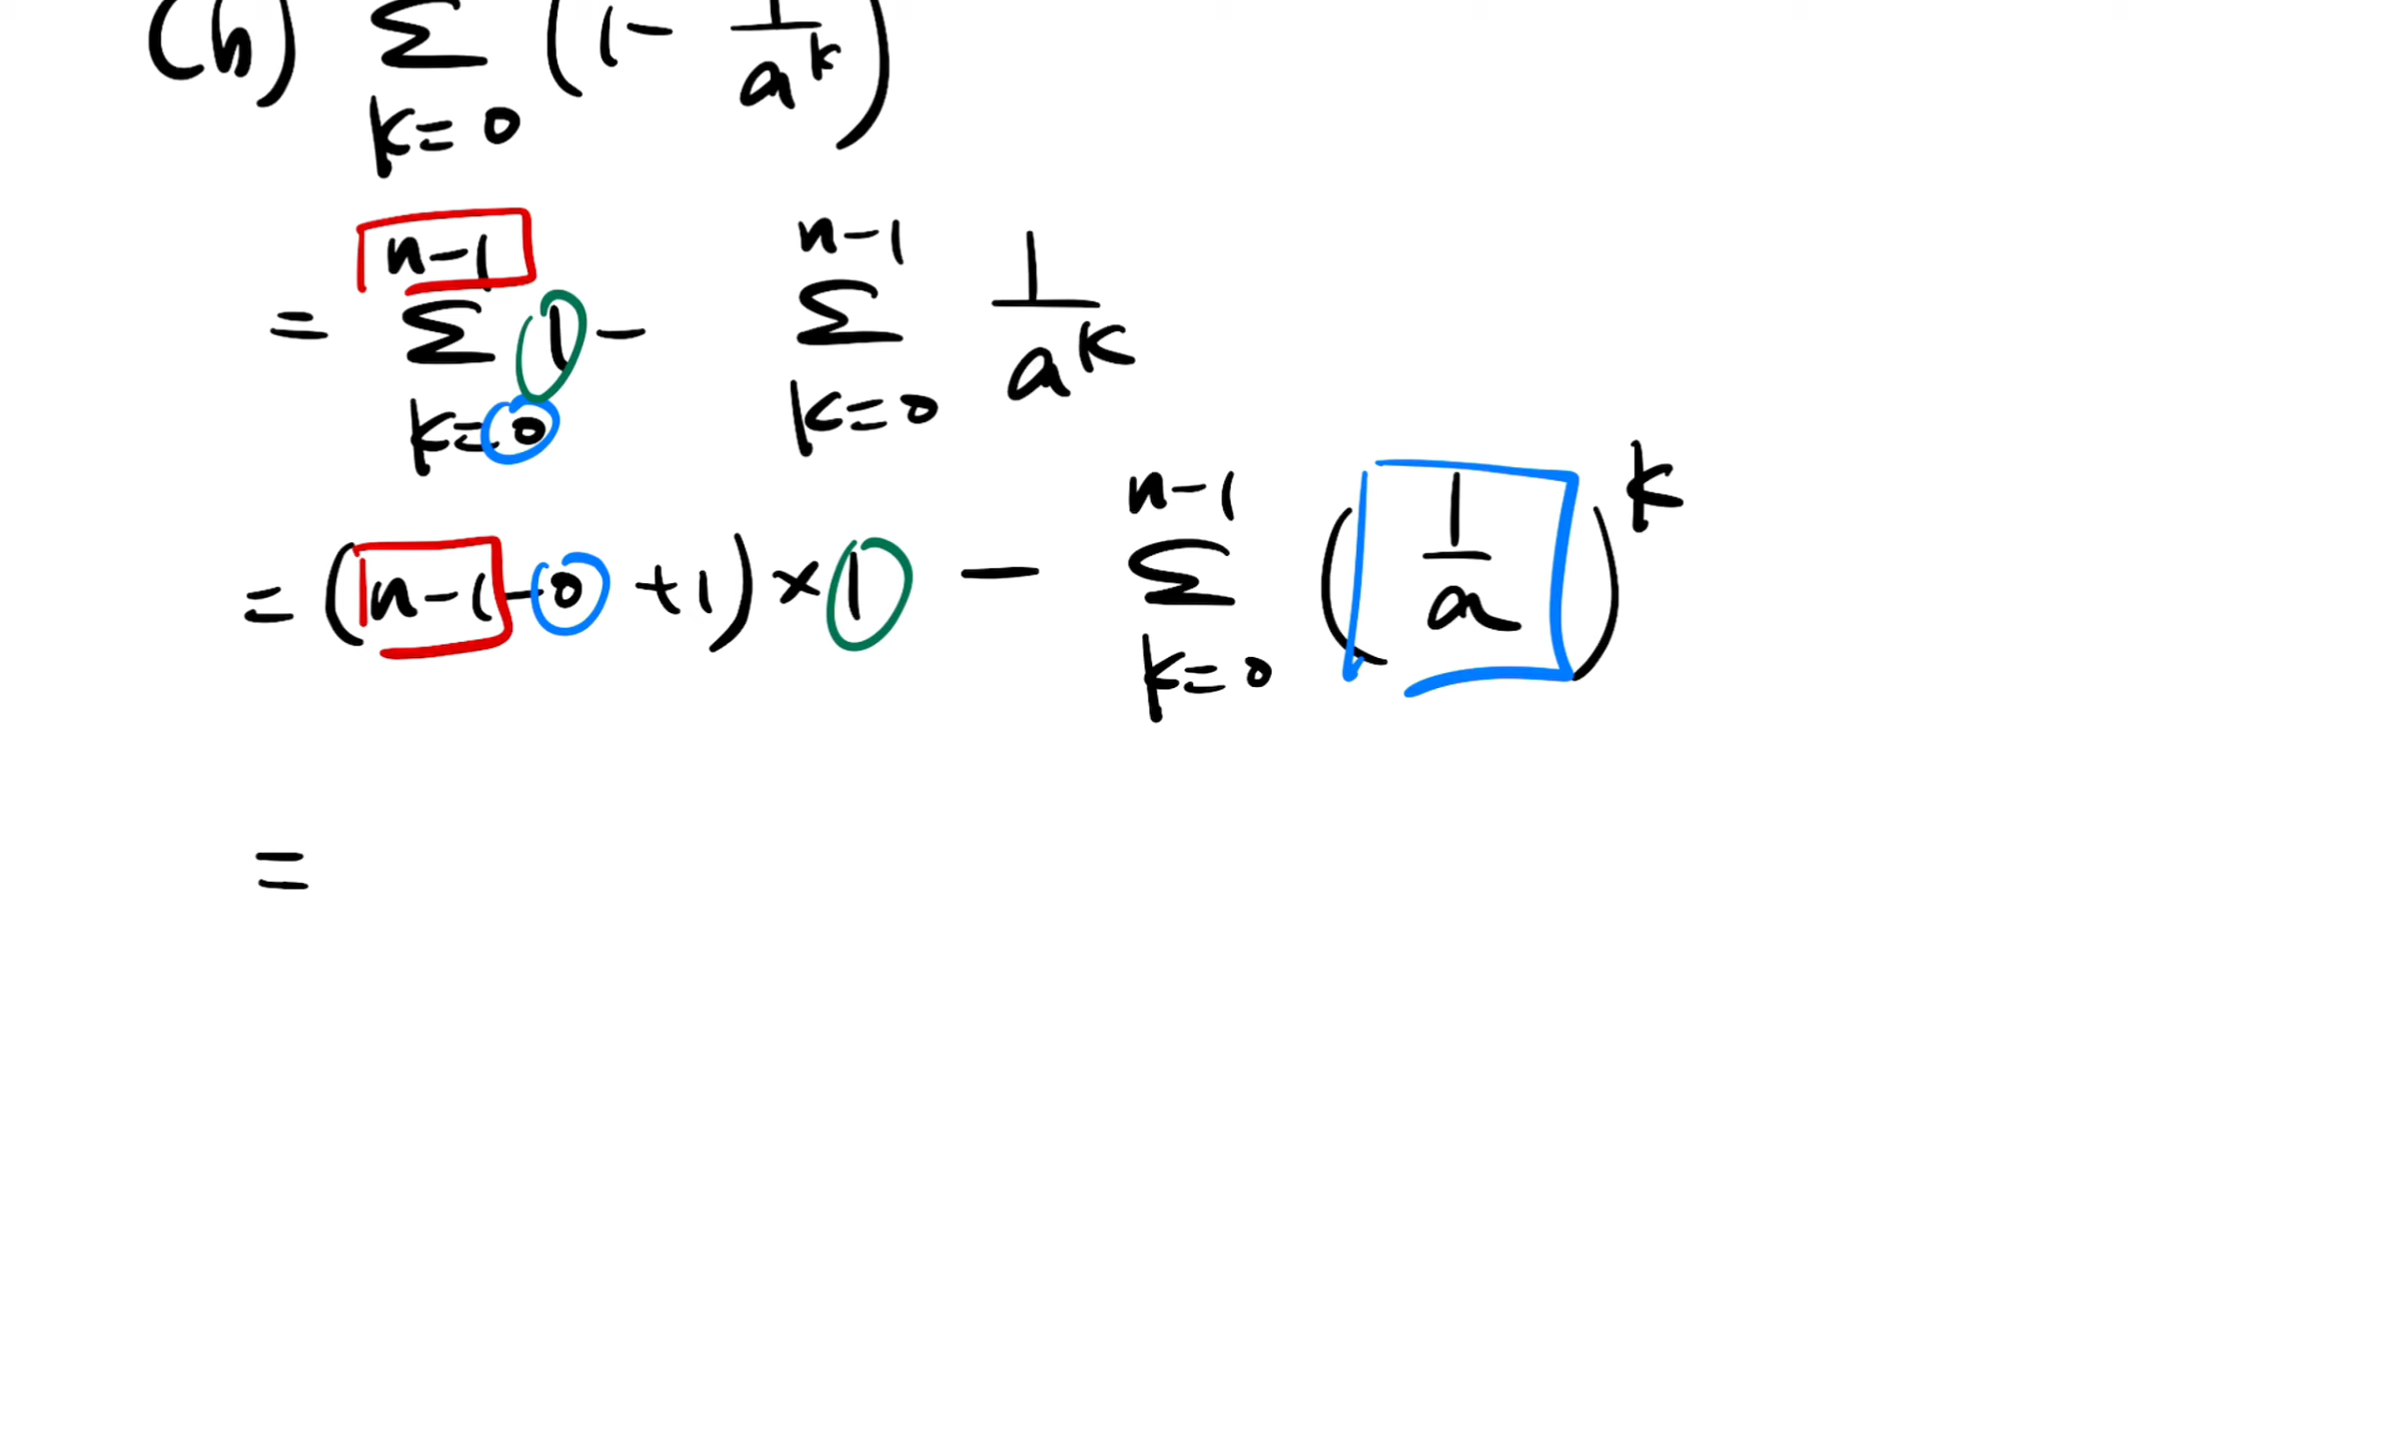 (h) Σ_{k=0} (1 - 1/a^k)
= Σ_{k=0}^{n-1} 1 - Σ_{k=0}^{n-1} 1/a^k
= (n-1-0+1)×1 - Σ_{k=0}^{n-1} (1/a)^k
=